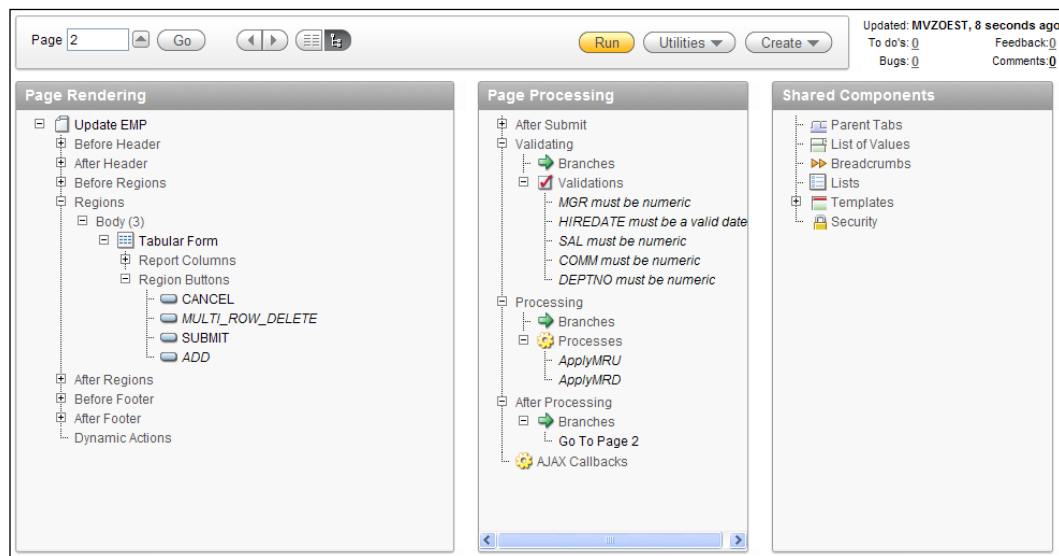 Page 2 Go Run Utilities Create
Updated: MVZOEST, 8 seconds ago
To do's: 0 Feedback:0
Bugs: 0 Comments:0
Page Rendering
Update EMP
Before Header
After Header
Before Regions
Regions
Body (3)
Tabular Form
Report Columns
Region Buttons
CANCEL
MULTI_ROW_DELETE
SUBMIT
ADD
After Regions
Before Footer
After Footer
Dynamic Actions
Page Processing
After Submit
Validating
Branches
Validations
MGR must be numeric
HIREDATE must be a valid date
SAL must be numeric
COMM must be numeric
DEPTNO must be numeric
Processing
Branches
Processes
ApplyMRU
ApplyMRD
After Processing
Branches
Go To Page 2
AJAX Callbacks
Shared Components
Parent Tabs
List of Values
Breadcrumbs
Lists
Templates
Security